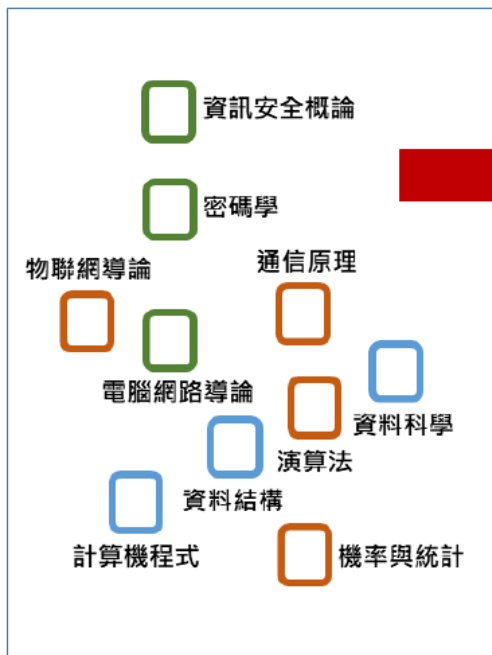 資訊安全概論
密碼學
物聯網導論
通信原理
電腦網路導論
資料科學
演算法
資料結構
計算機程式
機率與統計